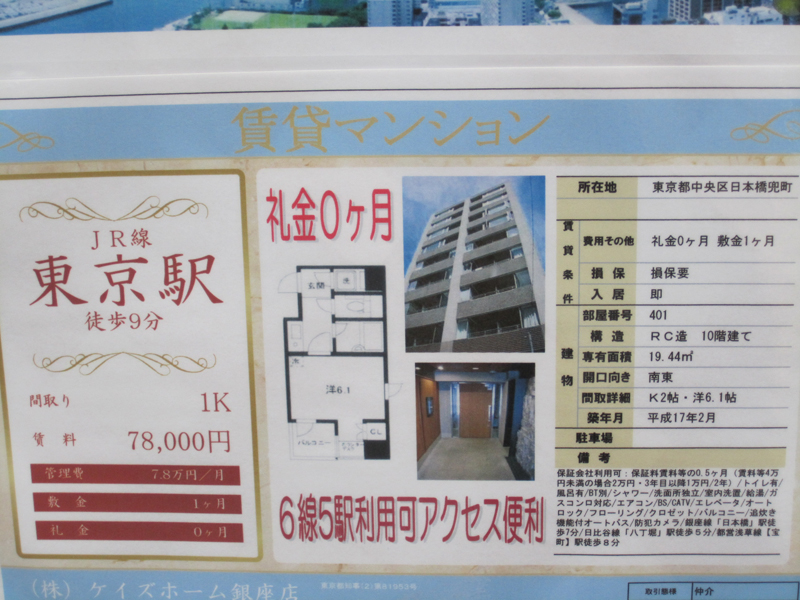 賃貸マンション
JR線
東京駅
徒歩9分
間取り 1K
賃料 78,000円
管理費 7.8万円/月
敷金 1ヶ月
礼金 0ヶ月
礼金0ヶ月
玄関
洗
洋6.1
バルコニー
CL
6線5駅利用可アクセス便利
所在地 東京都中央区日本橋兜町
賃貸条件
費用その他 礼金0ヶ月 敷金1ヶ月
損保 損保要
入居 即
建物
部屋番号 401
構造 RC造 10階建て
専有面積 19.44㎡
開口向き 南東
間取詳細 K2帖・洋6.1帖
築年月 平成17年2月
駐車場
備考
保証会社利用可:保証料賃料等の0.5ヶ月(賃料等4万
円未満の場合2万円・3年目以降1万円/2年)/トイレ有/
風呂有/BT別/シャワー/洗面所独立/室内洗置/給湯/ガ
スコンロ対応/エアコン/BS/CATV/エレベータ/オート
ロック/フローリング/クロゼット/バルコニー/追炊き
機能付オートバス/防犯カメラ/銀座線「日本橋」駅徒
歩7分/日比谷線「八丁堀」駅徒歩5分/都営浅草線【宝
町】駅徒歩8分
(株)ケイズホーム銀座店
東京都知事(2)第81953号
取引態様 仲介